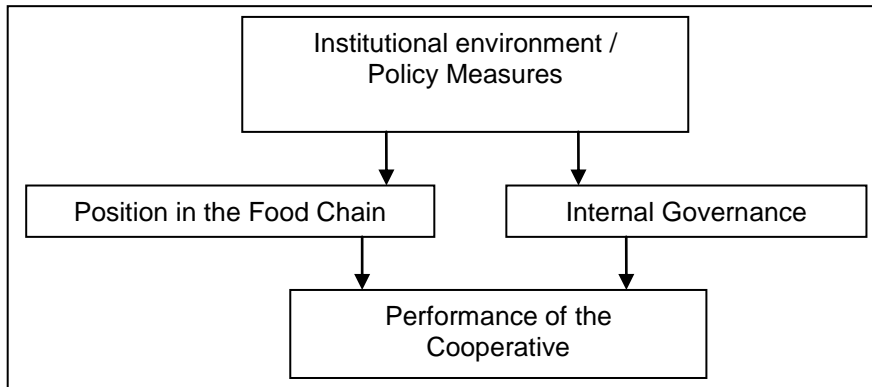 Institutional environment /
Policy Measures
Position in the Food Chain
Internal Governance
Performance of the
Cooperative